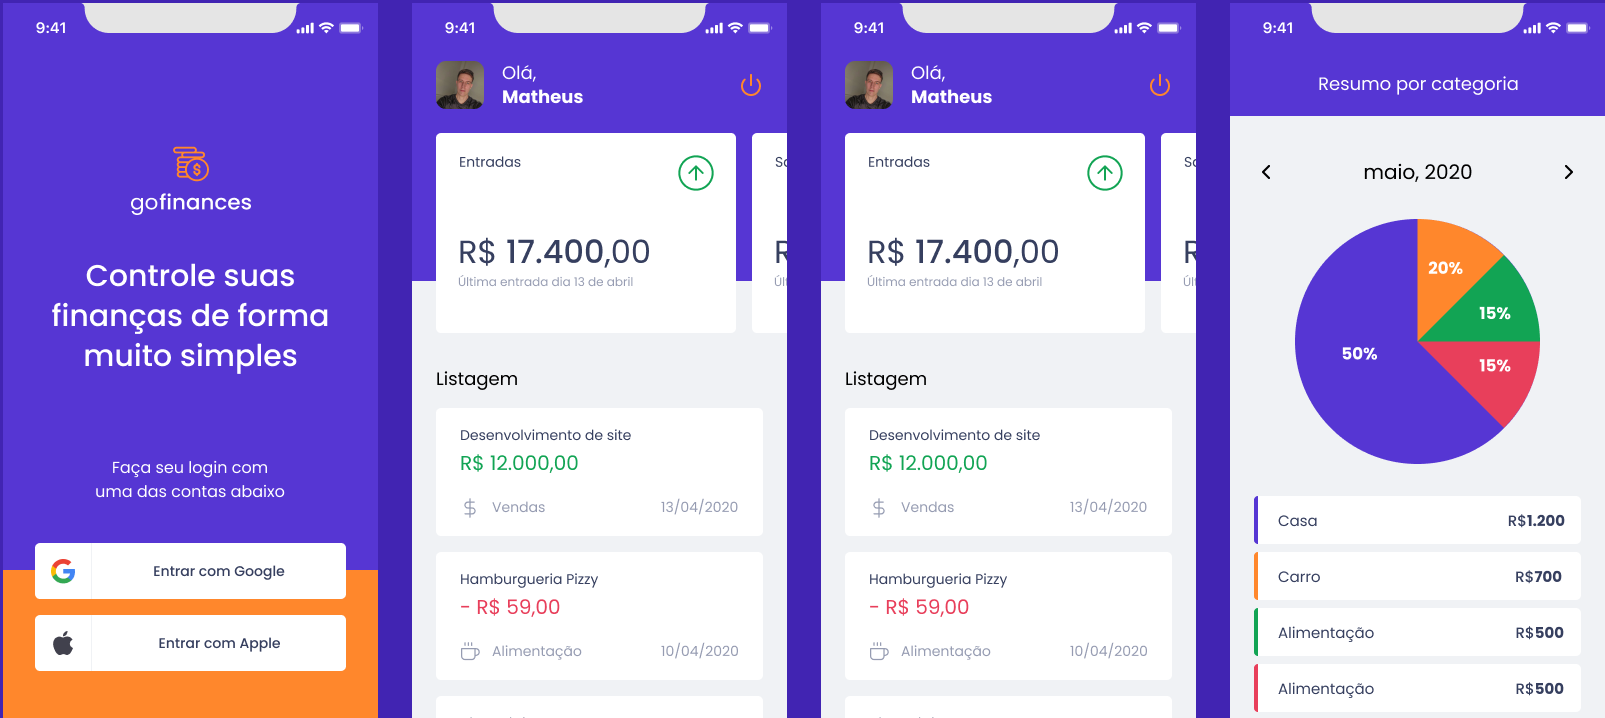 9:41
gofinances
Controle suas
finanças de forma
muito simples
Faça seu login com
uma das contas abaixo
Entrar com Google
Entrar com Apple
9:41
Olá,
Matheus
Entradas
R$ 17.400,00
Última entrada dia 13 de abril
Listagem
Desenvolvimento de site
R$ 12.000,00
Vendas 13/04/2020
Hamburgueria Pizzy
- R$ 59,00
Alimentação 10/04/2020
9:41
Olá,
Matheus
Entradas
R$ 17.400,00
Última entrada dia 13 de abril
Listagem
Desenvolvimento de site
R$ 12.000,00
Vendas 13/04/2020
Hamburgueria Pizzy
- R$ 59,00
Alimentação 10/04/2020
9:41
Resumo por categoria
maio, 2020
20%
15%
50%
15%
Casa R$1.200
Carro R$700
Alimentação R$500
Alimentação R$500